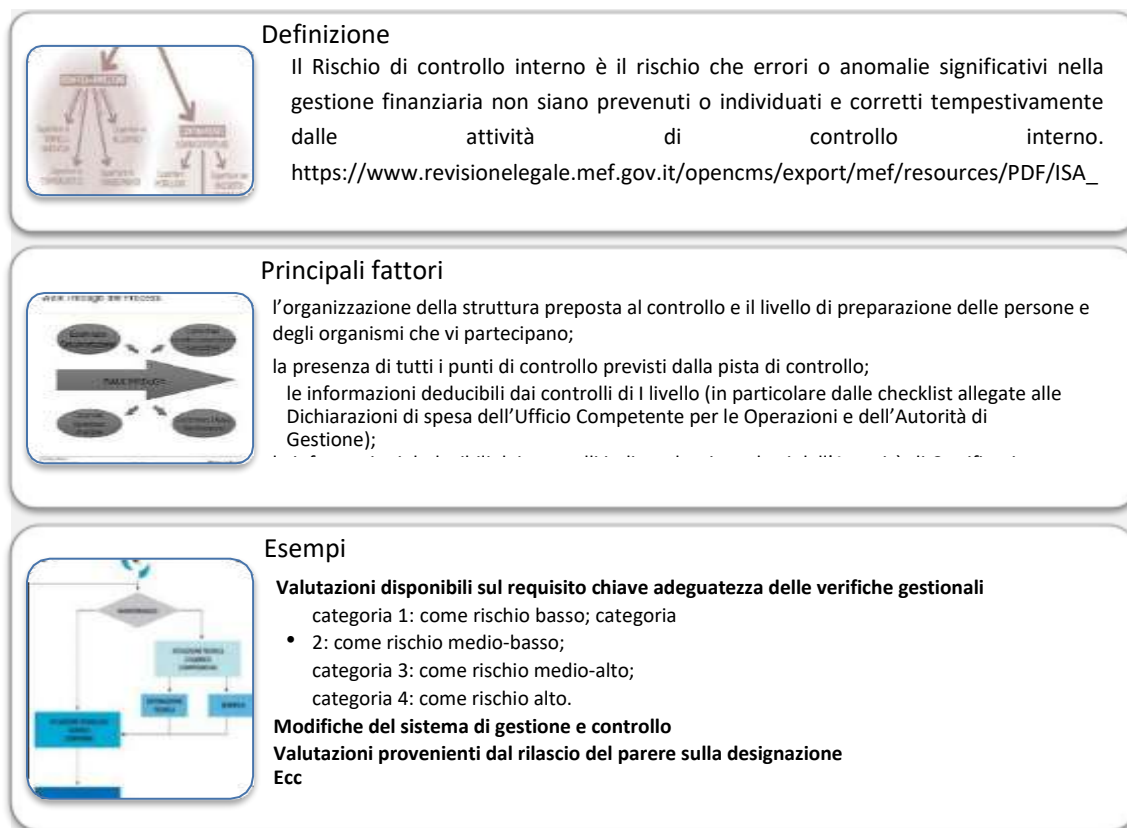 Definizione
Il Rischio di controllo interno è il rischio che errori o anomalie significativi nella
gestione finanziaria non siano prevenuti o individuati e corretti tempestivamente
dalle attività di controllo interno.
https://www.revisionelegale.mef.gov.it/opencms/export/mef/resources/PDF/ISA_
Principali fattori
l'organizzazione della struttura preposta al controllo e il livello di preparazione delle persone e
degli organismi che vi partecipano;
la presenza di tutti i punti di controllo previsti dalla pista di controllo;
le informazioni deducibili dai controlli di I livello (in particolare dalle checklist allegate alle
Dichiarazioni di spesa dell'Ufficio Competente per le Operazioni e dell'Autorità di
Gestione);
Esempi
Valutazioni disponibili sul requisito chiave adeguatezza delle verifiche gestionali
categoria 1: come rischio basso; categoria
• 2: come rischio medio-basso;
categoria 3: come rischio medio-alto;
categoria 4: come rischio alto.
Modifiche del sistema di gestione e controllo
Valutazioni provenienti dal rilascio del parere sulla designazione
Ecc